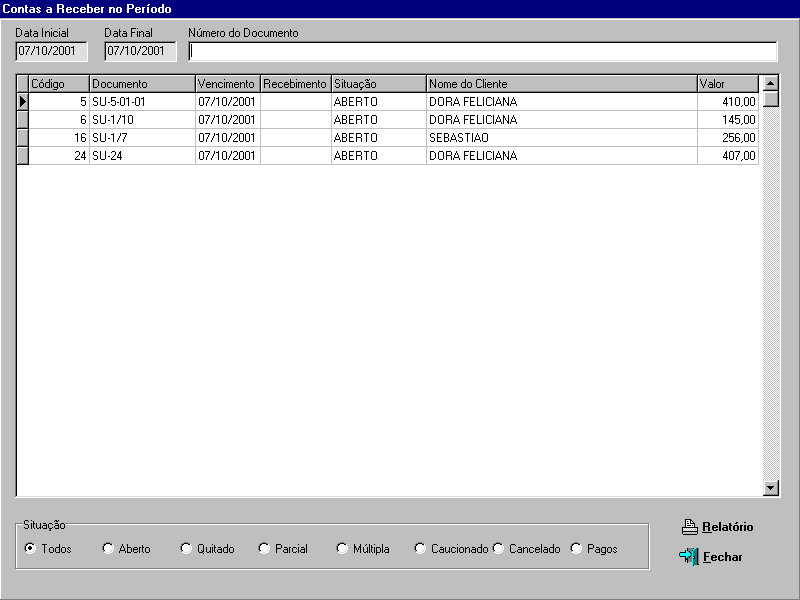 Contas a Receber no Período
Data Inicial Data Final Número do Documento
07/10/2001 07/10/2001
Código Documento Vencimento Recebimento Situação Nome do Cliente Valor
5 SU-5-01-01 07/10/2001 ABERTO DORA FELICIANA 410,00
6 SU-1/10 07/10/2001 ABERTO DORA FELICIANA 145,00
16 SU-1/7 07/10/2001 ABERTO SEBASTIAO 256,00
24 SU-24 07/10/2001 ABERTO DORA FELICIANA 407,00
Situação
Todos Aberto Quitado Parcial Múltipla Caucionado Cancelado Pagos
Relatório
Fechar